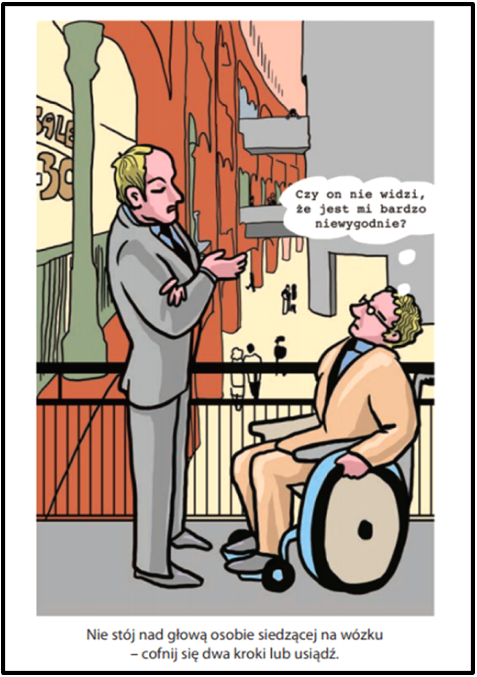 SALE
30
Czy on nie widzi,
że jest mi bardzo
niewygodnie?
Nie stój nad głową osobie siedzącej na wózku
– cofnij się dwa kroki lub usiądź.